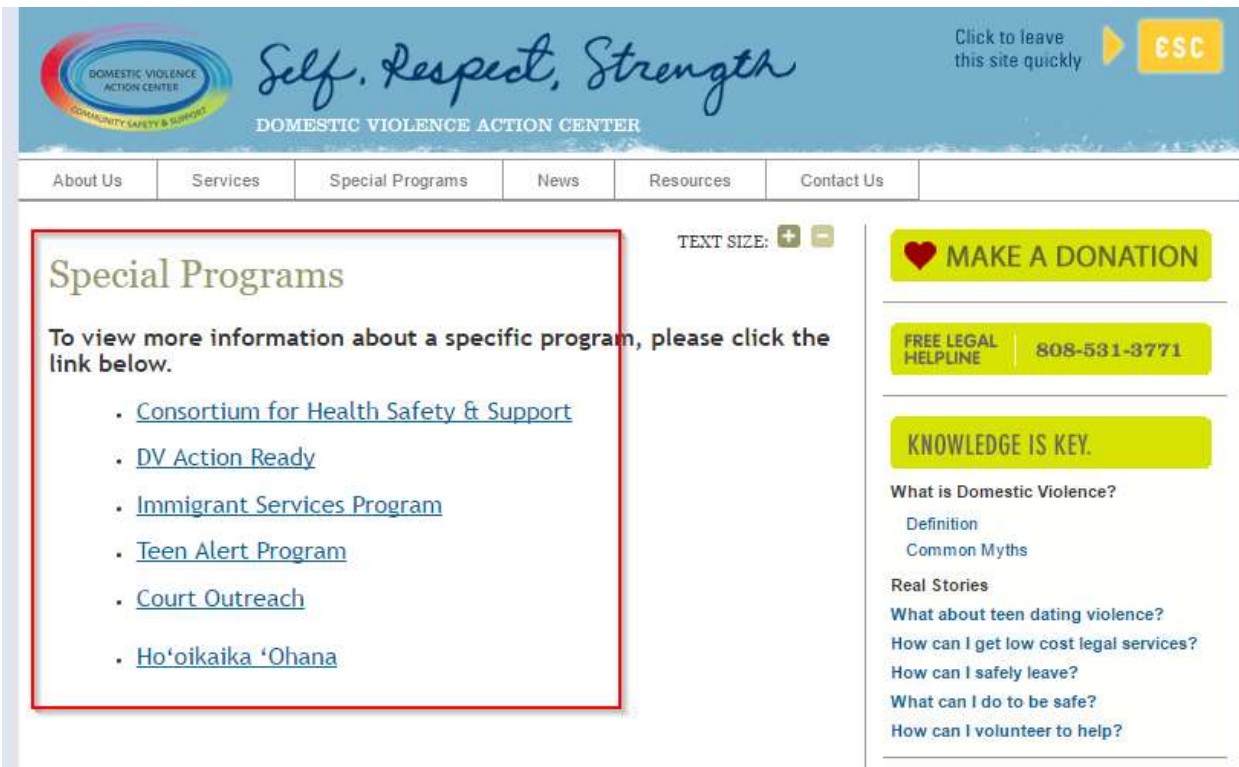 DOMESTIC VIOLENCE
ACTION CENTER
COMMUNITY SAFETY & SUPPORT
Self, Respect, Strength
DOMESTIC VIOLENCE ACTION CENTER
Click to leave
this site quickly
ESC
About Us
Services
Special Programs
News
Resources
Contact Us
TEXT SIZE: + −
Special Programs
To view more information about a specific program, please click the
link below.
• Consortium for Health Safety & Support
• DV Action Ready
• Immigrant Services Program
• Teen Alert Program
• Court Outreach
• Hoʻoikaika ʻOhana
MAKE A DONATION
FREE LEGAL
HELPLINE
808-531-3771
KNOWLEDGE IS KEY.
What is Domestic Violence?
Definition
Common Myths
Real Stories
What about teen dating violence?
How can I get low cost legal services?
How can I safely leave?
What can I do to be safe?
How can I volunteer to help?